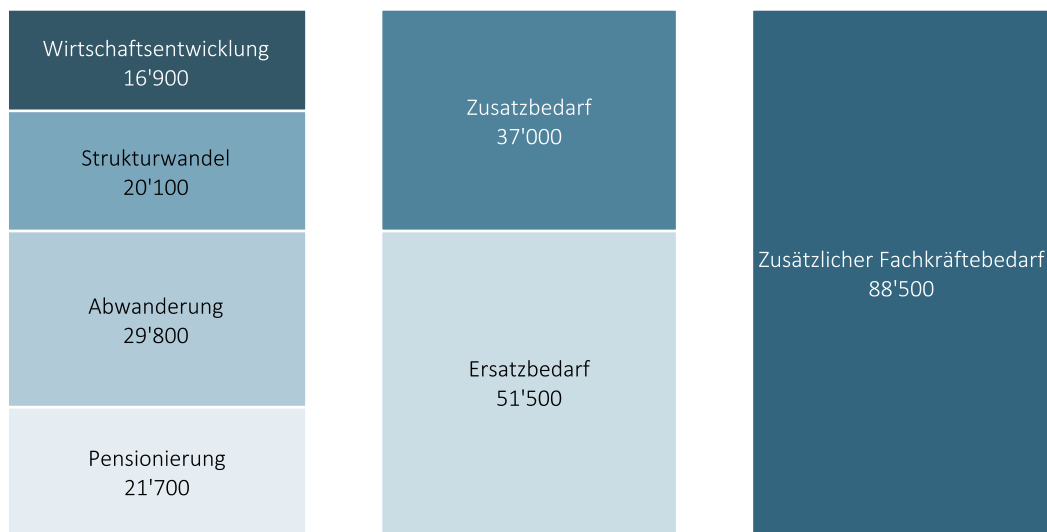 Wirtschaftsentwicklung
16'900
Strukturwandel
20'100
Abwanderung
29'800
Pensionierung
21'700
Zusatzbedarf
37'000
Ersatzbedarf
51'500
Zusätzlicher Fachkräftebedarf
88'500